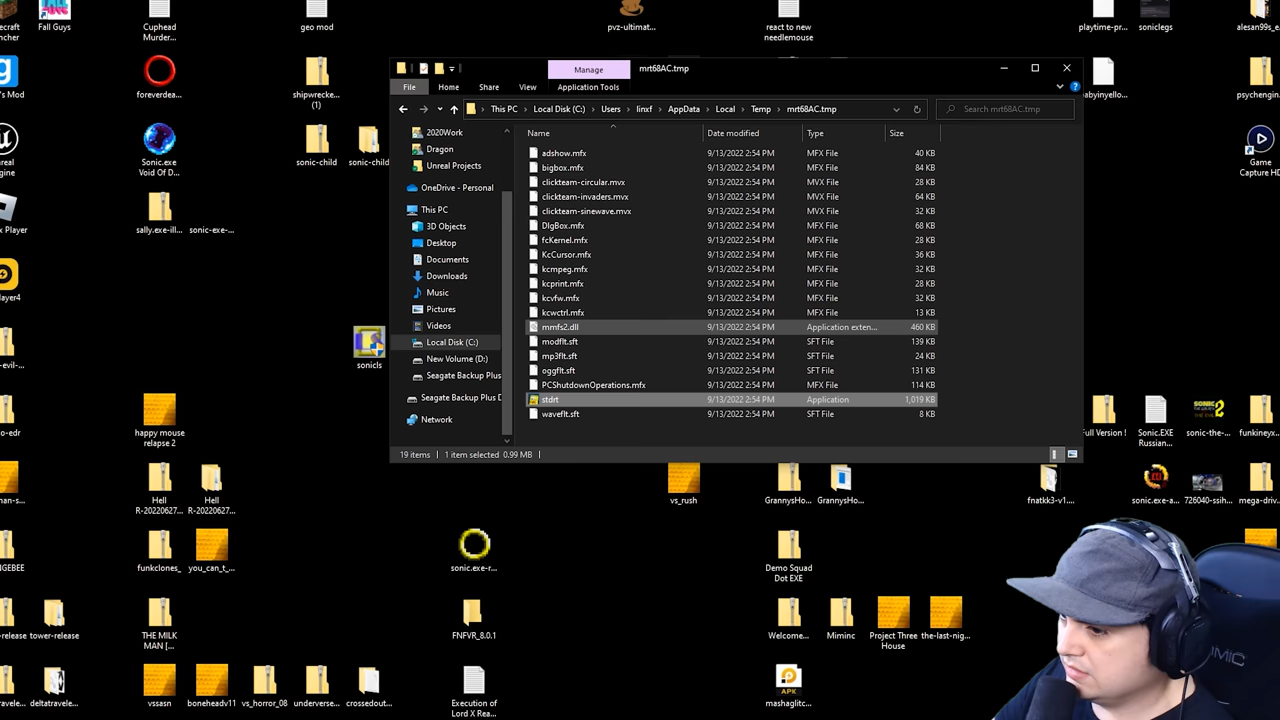 ncher
Fall Guys
Cuphead
Murder...
geo mod
pvz-ultimat...
react to new
needlemouse
playtime-pr...
soniclegs
alesan99s_e...
's Mod
foreverdea...
shipwrecke...
(1)
babyinyello...
psychengin...
Sonic.exe
Void Of D...
sonic-child
sonic-child-
Live
Game
Capture HD
x Player
sally.exe-ill...
sonic-exe-...
sonicls
happy mouse
relapse 2
Full Version !
Sonic.EXE
Russian...
sonic-the-...
funkineyx...
Hell
R-20220627...
Hell
R-20220627...
vs_rush
GrannysHo...
GrannysHo...
fnatkk3-v1....
sonic.exe-a...
726040-ssih...
mega-driv...
funkclones_
you_can_t_...
sonic.exe-r...
Demo Squad
Dot EXE
tower-release
THE MILK
MAN [...
FNFVR_8.0.1
Welcome...
Miminc
Project Three
House
the-last-nig...
deltatravele...
vssasn
boneheadv11
vs_horror_08
underverse...
crossedout...
Execution of
Lord X Rea...
APK
mashaglitc...
Manage
mrt68AC.tmp
File
Home
Share
View
Application Tools
This PC
Local Disk (C:)
Users
linxf
AppData
Local
Temp
mrt68AC.tmp
Search mrt68AC.tmp
2020Work
Dragon
Unreal Projects
OneDrive - Personal
This PC
3D Objects
Desktop
Documents
Downloads
Music
Pictures
Videos
Local Disk (C:)
New Volume (D:)
Seagate Backup Plus
Seagate Backup Plus D
Network
Name Date modified Type Size
adshow.mfx 9/13/2022 2:54 PM MFX File 40 KB
bigbox.mfx 9/13/2022 2:54 PM MFX File 84 KB
clickteam-circular.mvx 9/13/2022 2:54 PM MVX File 28 KB
clickteam-invaders.mvx 9/13/2022 2:54 PM MVX File 64 KB
clickteam-sinewave.mvx 9/13/2022 2:54 PM MVX File 32 KB
DlgBox.mfx 9/13/2022 2:54 PM MFX File 68 KB
fcKernel.mfx 9/13/2022 2:54 PM MFX File 28 KB
KcCursor.mfx 9/13/2022 2:54 PM MFX File 36 KB
kcmpeg.mfx 9/13/2022 2:54 PM MFX File 32 KB
kcprint.mfx 9/13/2022 2:54 PM MFX File 28 KB
kcvfw.mfx 9/13/2022 2:54 PM MFX File 32 KB
kcwctrl.mfx 9/13/2022 2:54 PM MFX File 13 KB
mmfs2.dll 9/13/2022 2:54 PM Application exten... 460 KB
modflt.sft 9/13/2022 2:54 PM SFT File 139 KB
mp3flt.sft 9/13/2022 2:54 PM SFT File 24 KB
oggflt.sft 9/13/2022 2:54 PM SFT File 131 KB
PCShutdownOperations.mfx 9/13/2022 2:54 PM MFX File 114 KB
stdrt 9/13/2022 2:54 PM Application 1,019 KB
waveflt.sft 9/13/2022 2:54 PM SFT File 8 KB
19 items
1 item selected 0.99 MB